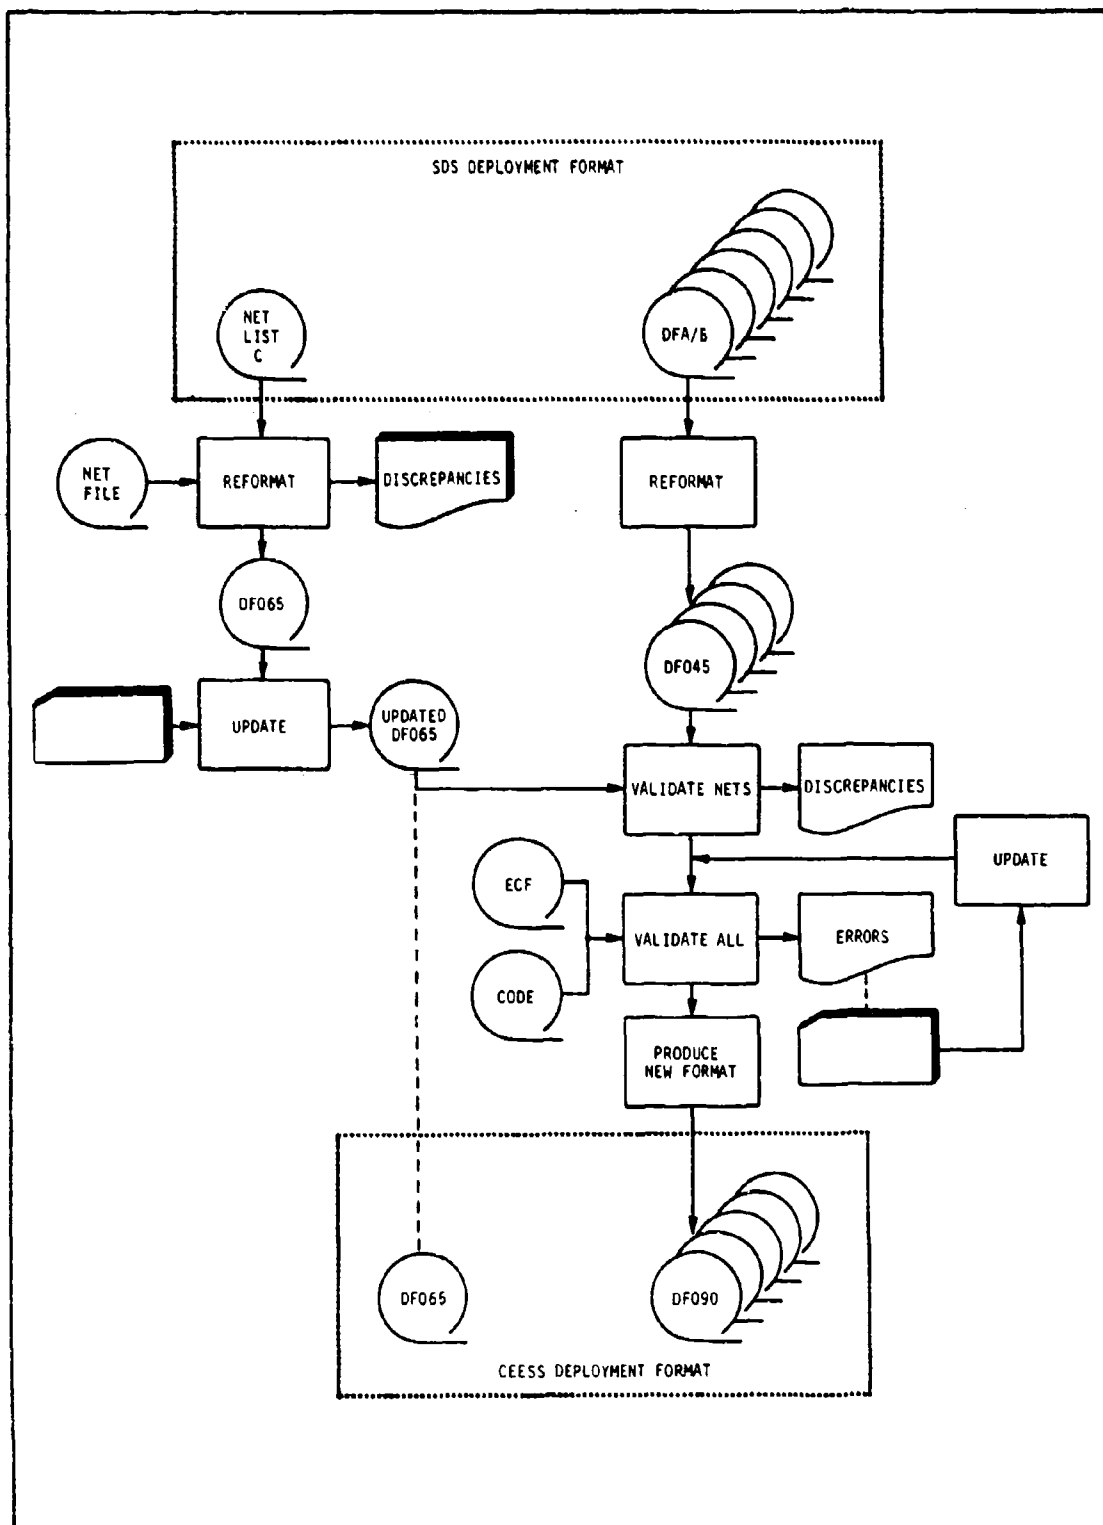 SDS DEPLOYMENT FORMAT
NET
LIST
C
DFA/B
NET
FILE
REFORMAT
DISCREPANCIES
REFORMAT
DF065
DF045
UPDATE
UPDATED
DF065
VALIDATE NETS
DISCREPANCIES
UPDATE
ECF
VALIDATE ALL
ERRORS
CODE
PRODUCE
NEW FORMAT
DF065
DF090
CEESS DEPLOYMENT FORMAT